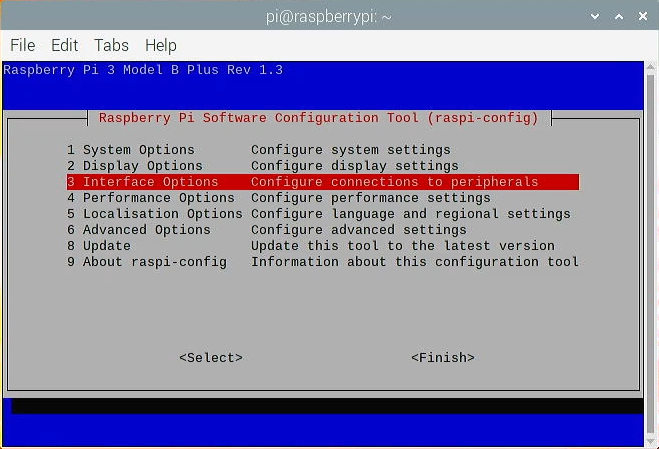 pi@raspberrypi: ~
File Edit Tabs Help
Raspberry Pi 3 Model B Plus Rev 1.3
Raspberry Pi Software Configuration Tool (raspi-config)
1 System Options Configure system settings
2 Display Options Configure display settings
3 Interface Options Configure connections to peripherals
4 Performance Options Configure performance settings
5 Localisation Options Configure language and regional settings
6 Advanced Options Configure advanced settings
8 Update Update this tool to the latest version
9 About raspi-config Information about this configuration tool
<Select> <Finish>